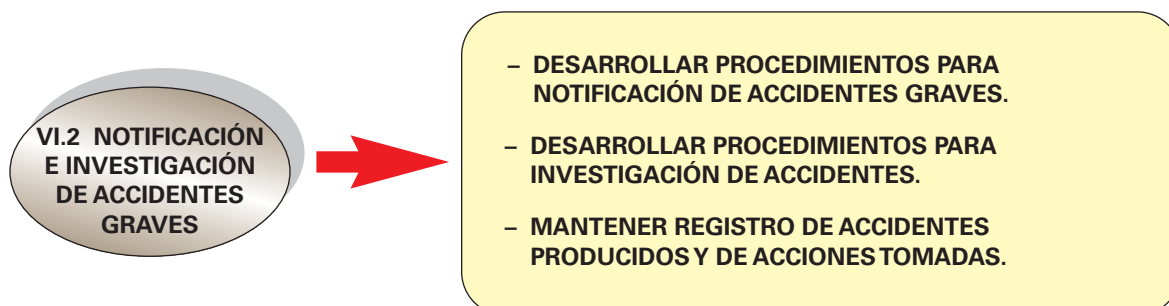 VI.2 NOTIFICACIÓN
E INVESTIGACIÓN
DE ACCIDENTES
GRAVES
– DESARROLLAR PROCEDIMIENTOS PARA
NOTIFICACIÓN DE ACCIDENTES GRAVES.
– DESARROLLAR PROCEDIMIENTOS PARA
INVESTIGACIÓN DE ACCIDENTES.
– MANTENER REGISTRO DE ACCIDENTES
PRODUCIDOS Y DE ACCIONES TOMADAS.